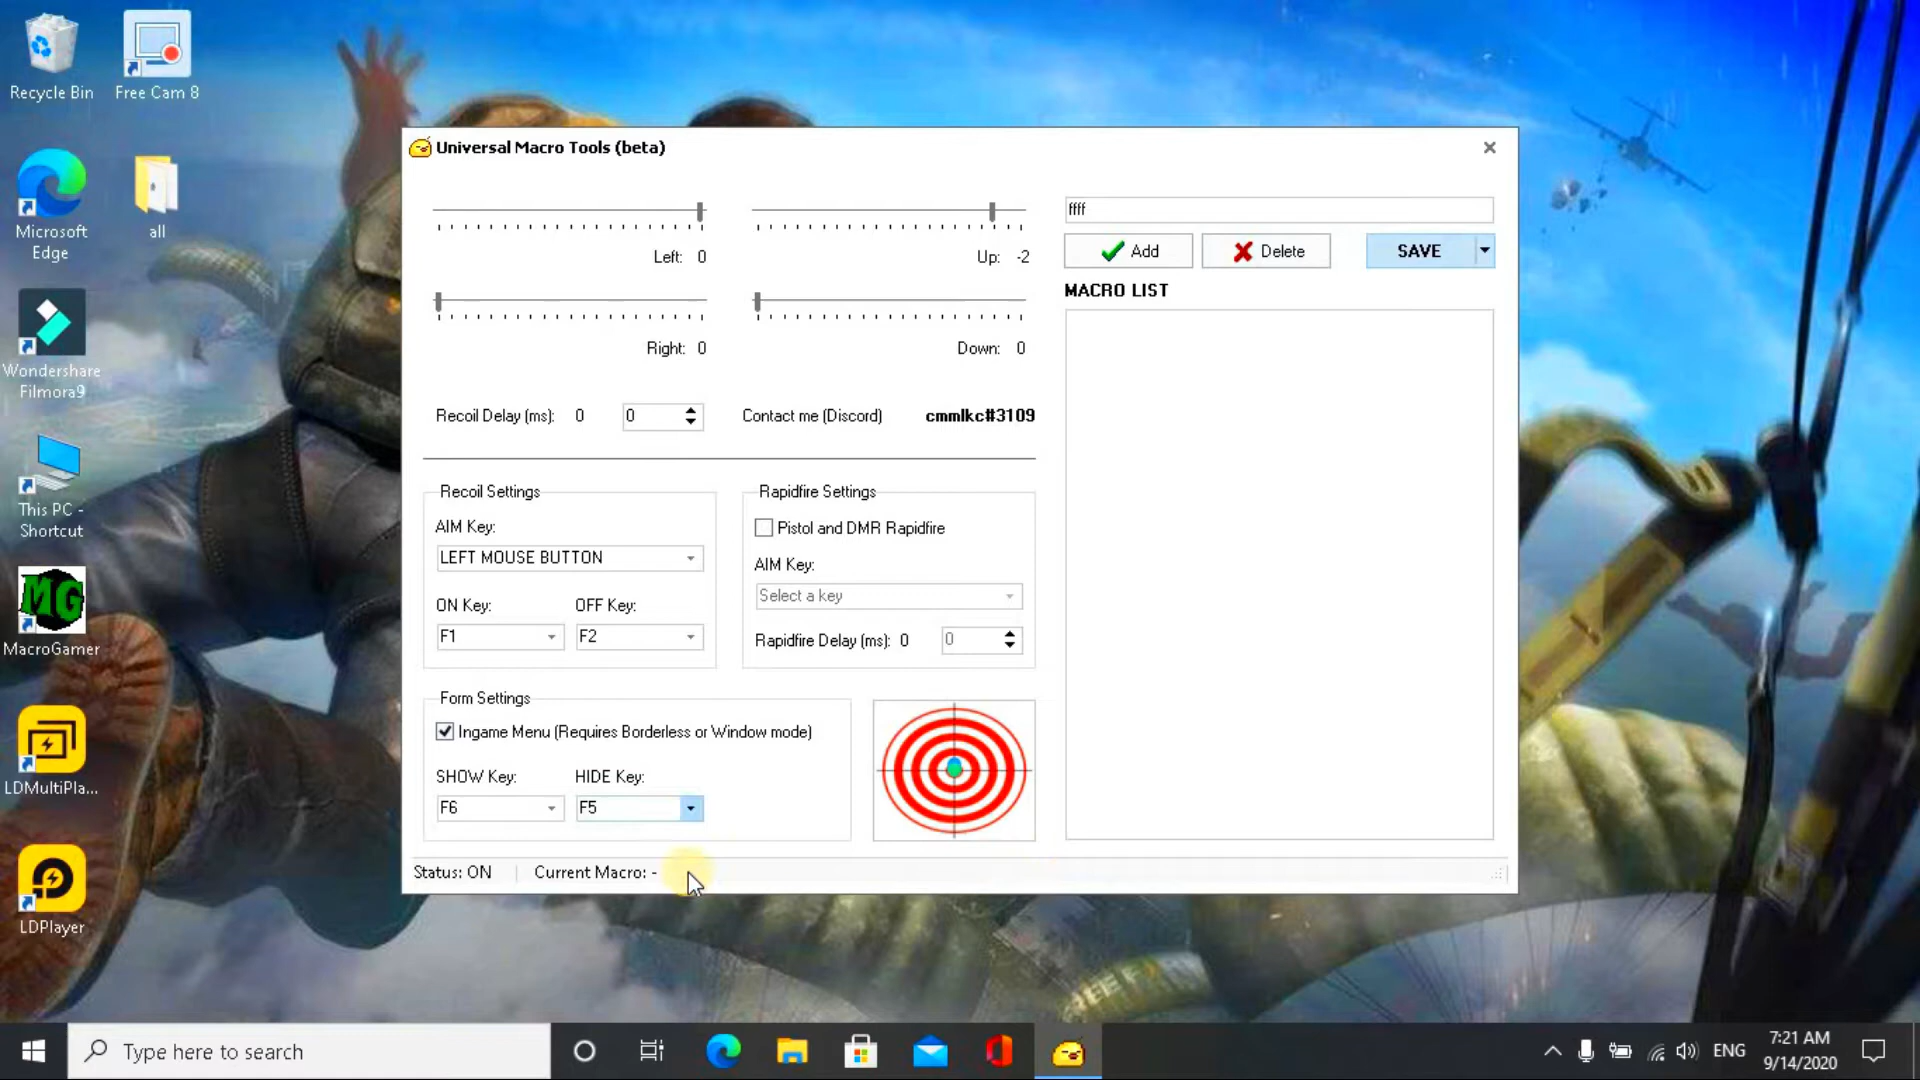 Recycle Bin
Free Cam 8
Microsoft
Edge
all
Wondershare
Filmora9
This PC -
Shortcut
MG
MacroGamer
LDMultiPla...
LDPlayer
Universal Macro Tools (beta)
Left: 0
Up: -2
Right: 0
Down: 0
Recoil Delay (ms): 0
0
Contact me (Discord)
cmmlkc#3109
Recoil Settings
AIM Key:
LEFT MOUSE BUTTON
ON Key:
OFF Key:
F1
F2
Rapidfire Settings
Pistol and DMR Rapidfire
AIM Key:
Select a key
Rapidfire Delay (ms): 0
0
Form Settings
Ingame Menu (Requires Borderless or Window mode)
SHOW Key:
HIDE Key:
F6
F5
Status: ON
Current Macro: -
ffff
Add
Delete
SAVE
MACRO LIST
Type here to search
ENG
7:21 AM
9/14/2020